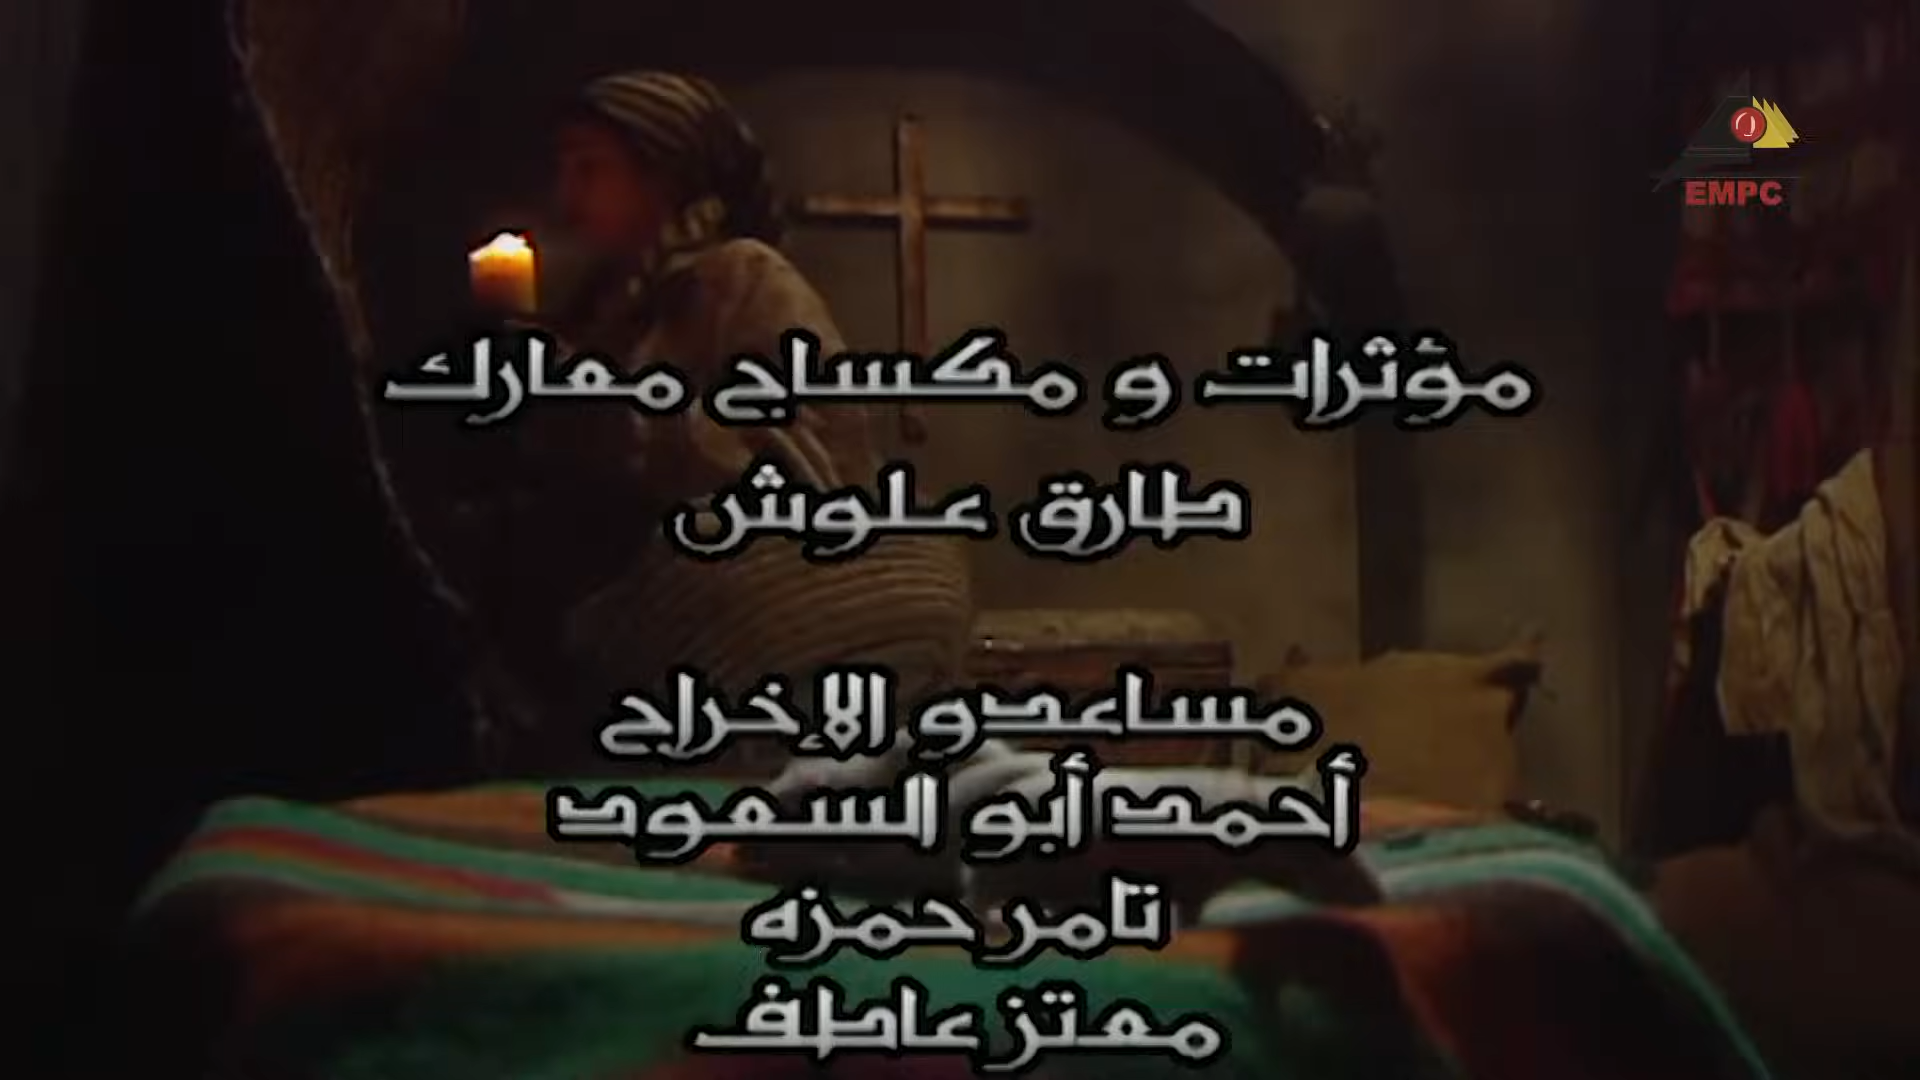 EMPC
مؤثرات و مكساج معارك
طارق علوش
مساعدو الإخراج
أحمد أبو السعود
تامر حمزه
معتز عاطف